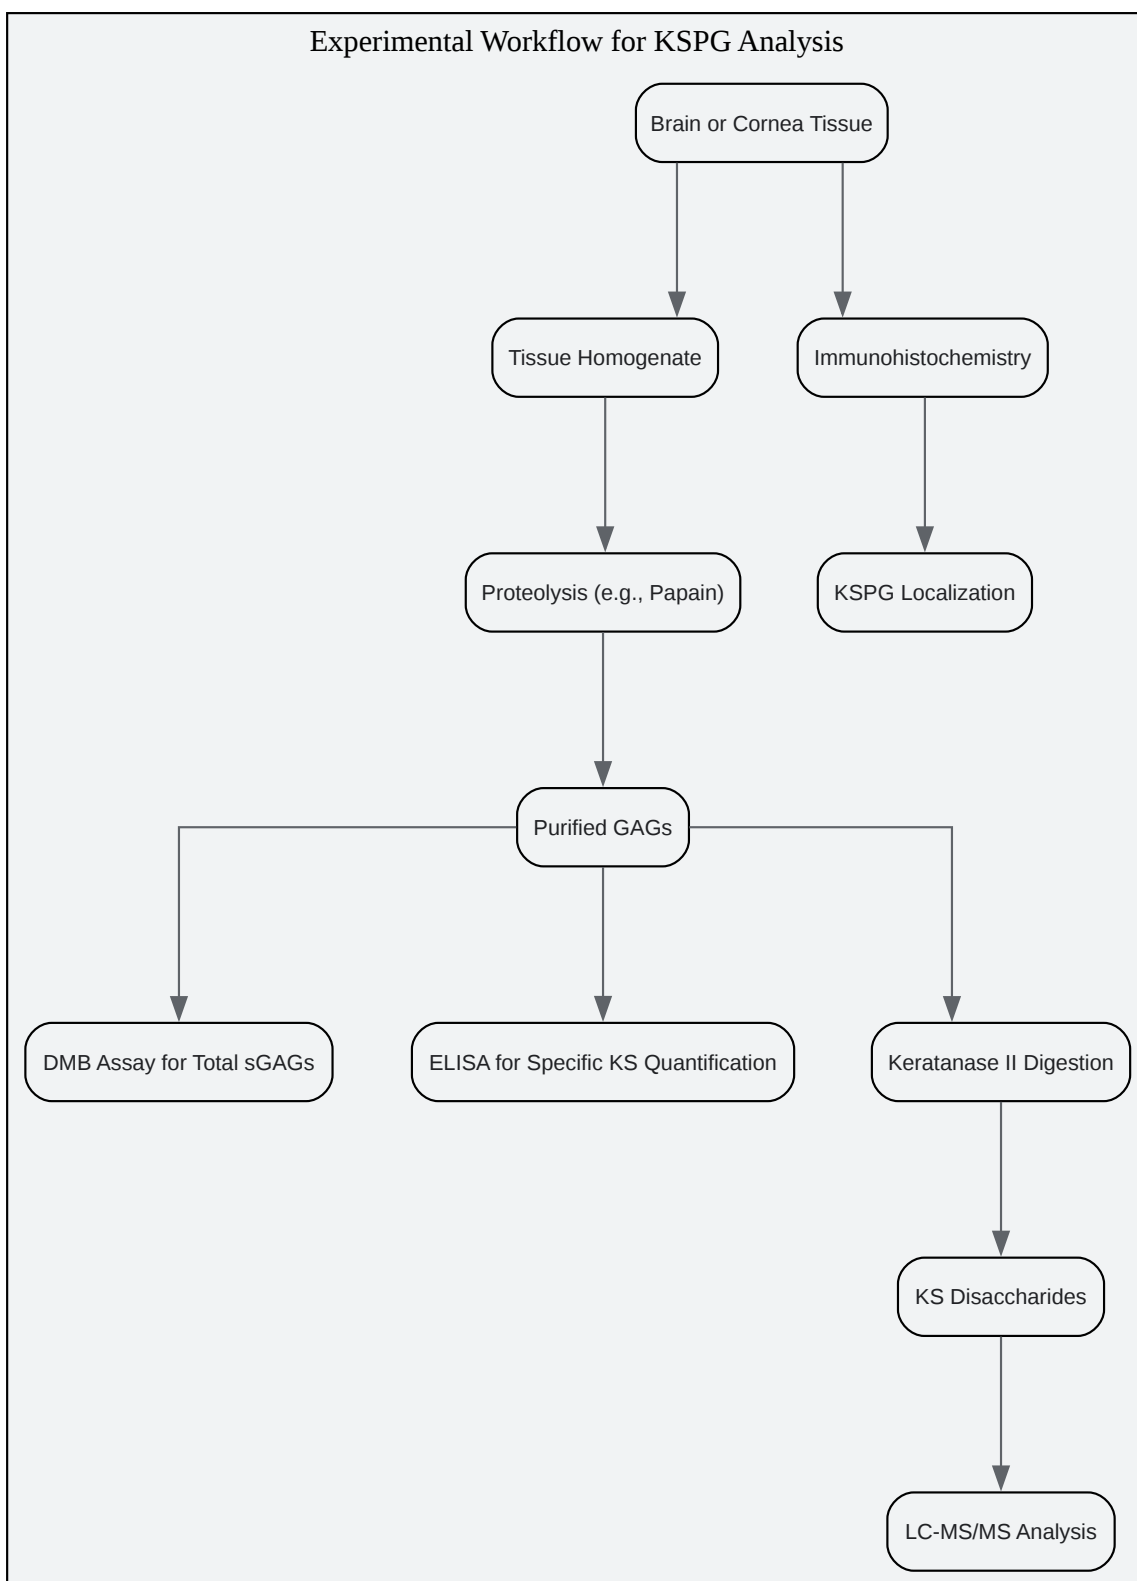 Experimental Workflow for KSPG Analysis
Brain or Cornea Tissue
Tissue Homogenate
Immunohistochemistry
Proteolysis (e.g., Papain)
KSPG Localization
Purified GAGs
DMB Assay for Total sGAGs
ELISA for Specific KS Quantification
Keratanase II Digestion
KS Disaccharides
LC-MS/MS Analysis